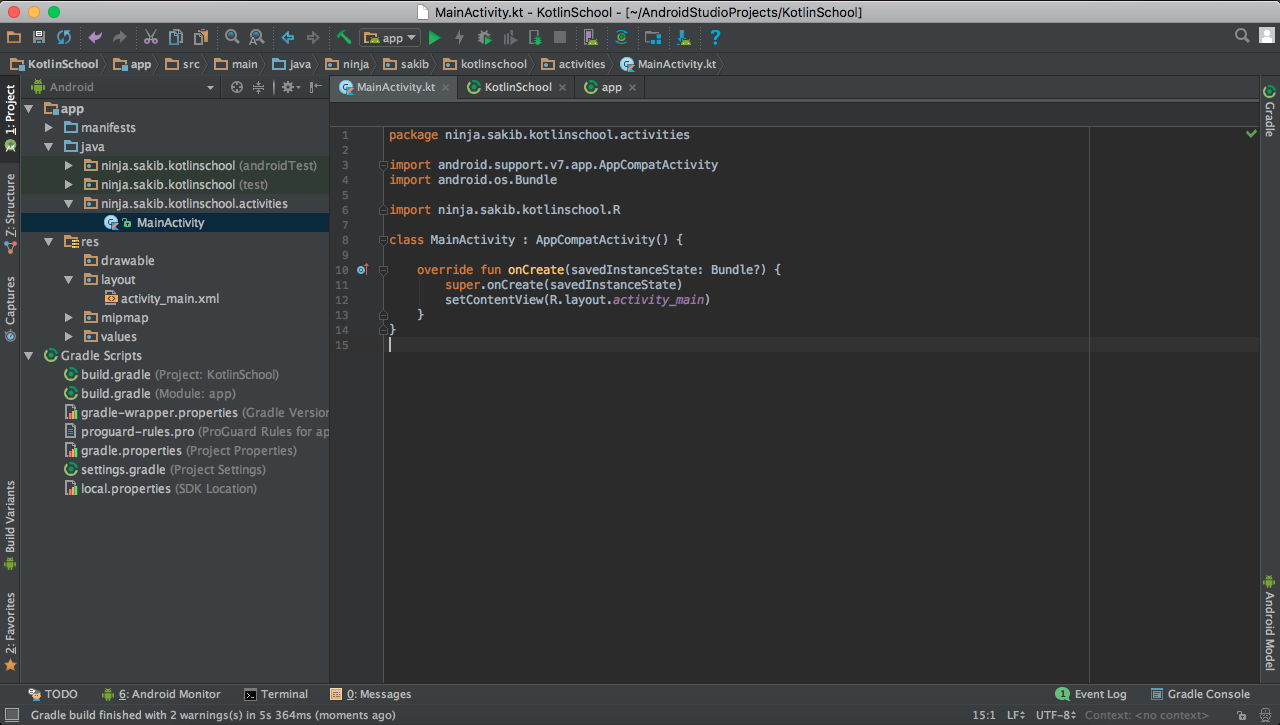 MainActivity.kt - KotlinSchool - [~/AndroidStudioProjects/KotlinSchool]
app
KotlinSchool app src main java ninja sakib kotlinschool activities MainActivity.kt
1: Project
Z: Structure
Captures
Build Variants
2: Favorites
Android
app
manifests
java
ninja.sakib.kotlinschool (androidTest)
ninja.sakib.kotlinschool (test)
ninja.sakib.kotlinschool.activities
MainActivity
res
drawable
layout
activity_main.xml
mipmap
values
Gradle Scripts
build.gradle (Project: KotlinSchool)
build.gradle (Module: app)
gradle-wrapper.properties (Gradle Version
proguard-rules.pro (ProGuard Rules for ap
gradle.properties (Project Properties)
settings.gradle (Project Settings)
local.properties (SDK Location)
MainActivity.kt KotlinSchool app
1 package ninja.sakib.kotlinschool.activities
2
3 import android.support.v7.app.AppCompatActivity
4 import android.os.Bundle
5
6 import ninja.sakib.kotlinschool.R
7
8 class MainActivity : AppCompatActivity() {
9
10 override fun onCreate(savedInstanceState: Bundle?) {
11 super.onCreate(savedInstanceState)
12 setContentView(R.layout.activity_main)
13 }
14 }
15
Gradle
Android Model
TODO 6: Android Monitor Terminal 0: Messages 1 Event Log Gradle Console
Gradle build finished with 2 warnings(s) in 5s 364ms (moments ago) 15:1 LF UTF-8 Context: <no context>